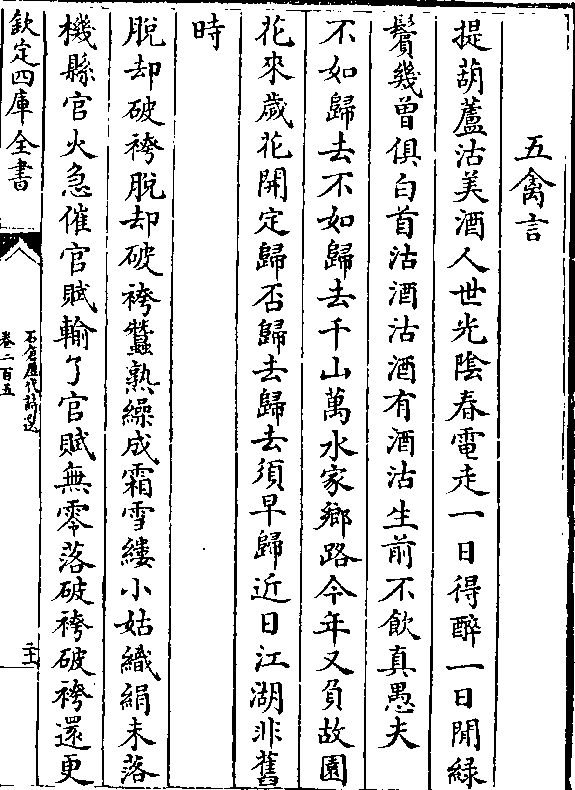 五禽言
提葫蘆沽美酒人世光陰春電走一日得醉一日閒緑
鬢幾曾俱白首沽酒沽酒有酒沽生前不飲真愚夫
不如歸去不如歸去千山萬水家鄉路今年又負故園
花來歲花開定歸否歸去歸去須早歸近日江湖非舊
時
脫却破袴脫却破袴蠶熟繰成霜雪縷小姑織絹未落
機縣官火急催官賦輸了官賦無零落破袴破袴還更
欽定四庫全書
石倉歷代詩選
卷二百五